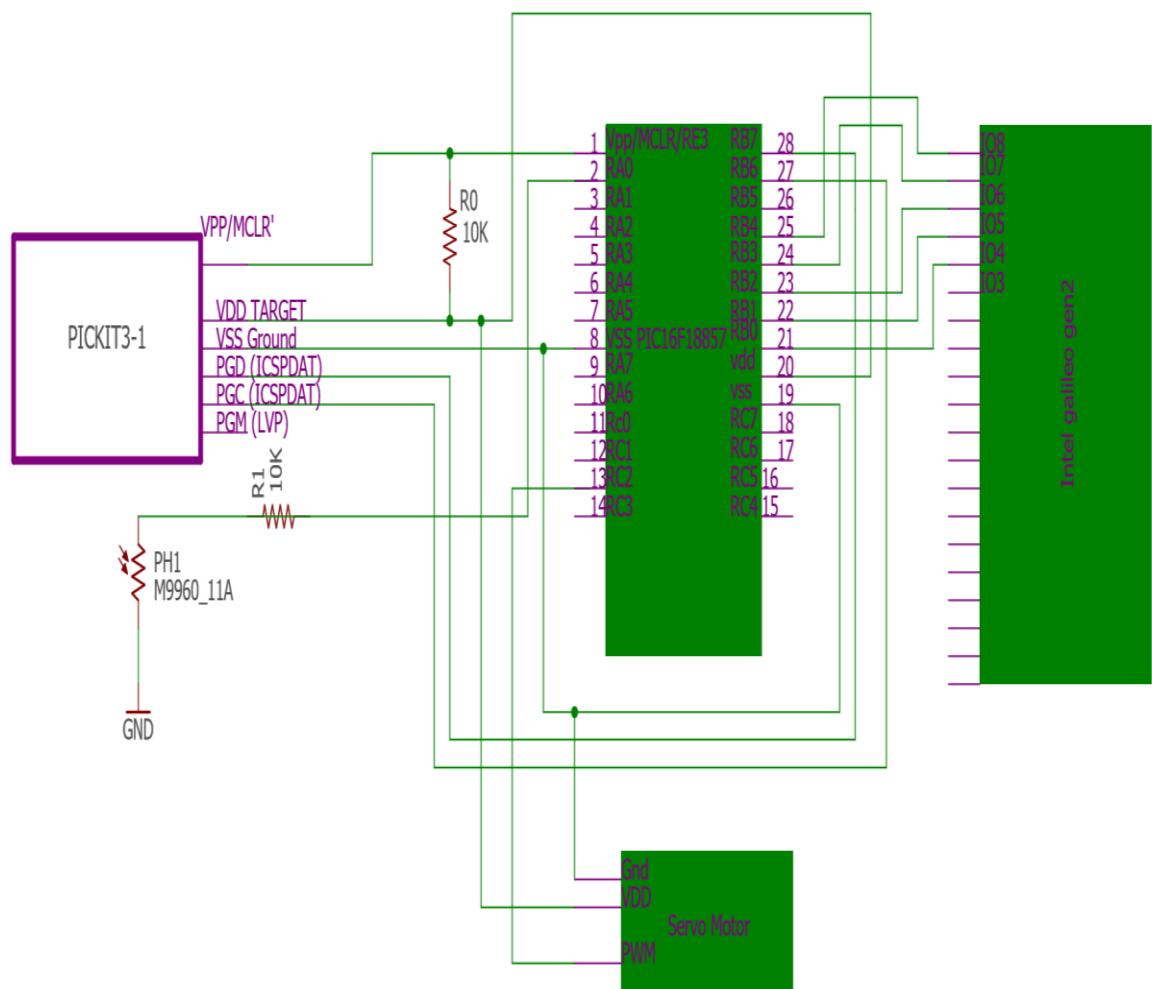 VPP/MCLR'
VDD TARGET
VSS Ground
PGD (ICSPDAT)
PGC (ICSPDAT)
PGM (LVP)
PICKIT3-1
R0
10K
R1
10K
PH1
M9960_11A
GND
1 Vpp/MCLR/RE3 RB7 28
2 RA0 RB6 27
3 RA1 RB5 26
4 RA2 RB4 25
5 RA3 RB3 24
6 RA4 RB2 23
7 RA5 RB1 22
8 VSS PIC16F18857 RB0 21
9 RA7 vdd 20
10 RA6 vss 19
11 Rc0 RC7 18
12 RC1 RC6 17
13 RC2 RC5 16
14 RC3 RC4 15
IO8
IO7
IO6
IO5
IO4
IO3
Intel galileo gen2
Gnd
VDD
Servo Motor
PWM